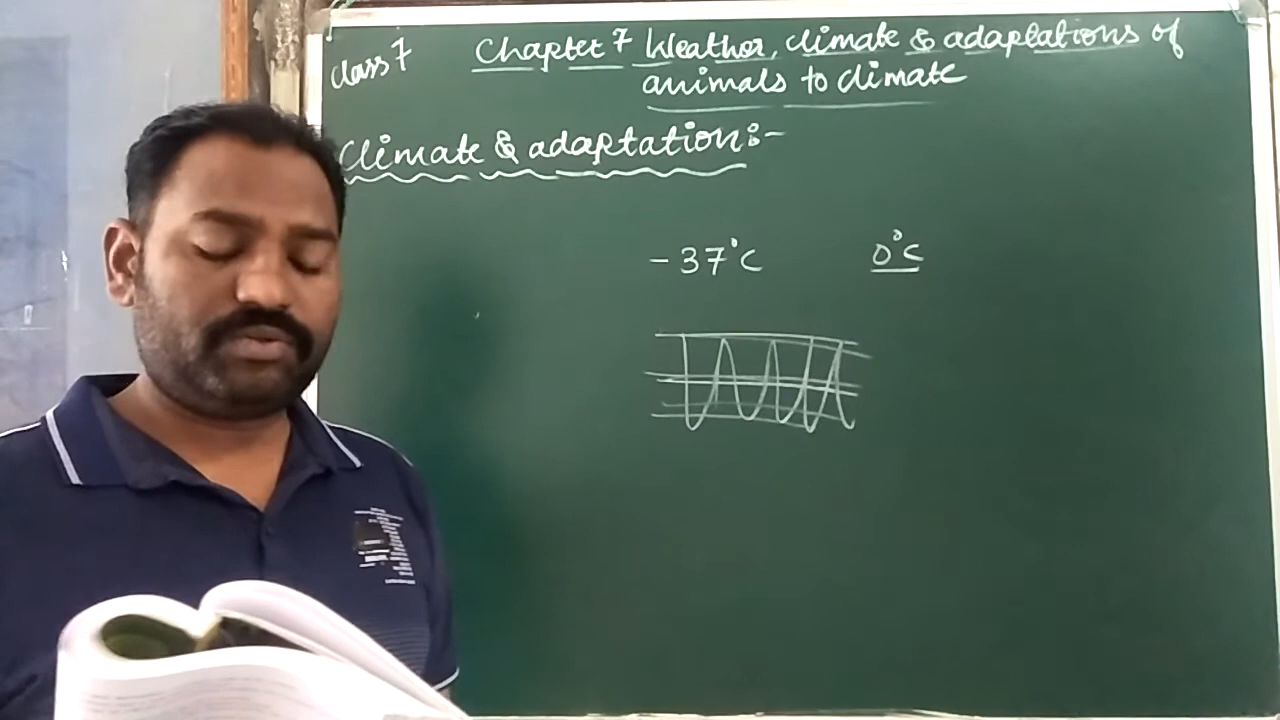 Class 7
Chapter 7 Weather, climate & adaptations of
animals to climate
Climate & adaptation:-
-37°C 0°C